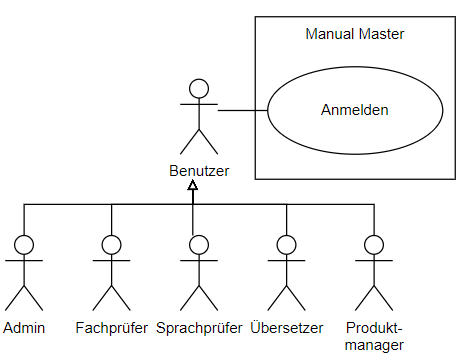 Manual Master
Anmelden
Benutzer
Admin
Fachprüfer
Sprachprüfer
Übersetzer
Produkt-
manager